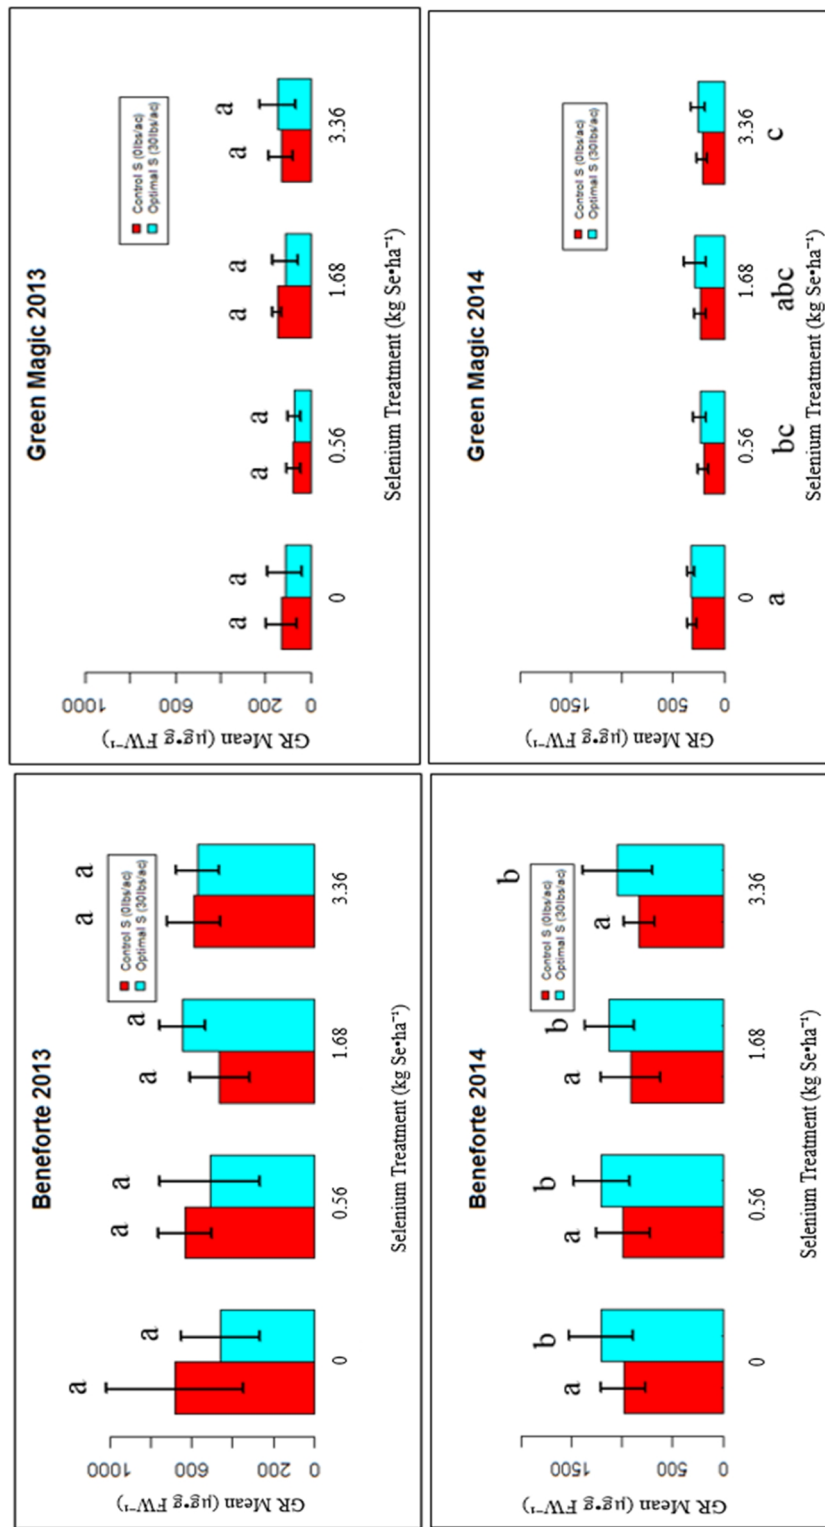 Beneforte 2013
GR Mean (μg•g FW⁻¹)
1000
600
200
0
Control S (0lbs/ac)
Optimal S (30lbs/ac)
a a a a a a a a
0 0.56 1.68 3.36
Selenium Treatment (kg Se•ha⁻¹)
Green Magic 2013
GR Mean (μg•g FW⁻¹)
1000
600
200
0
Control S (0lbs/ac)
Optimal S (30lbs/ac)
a a a a a a a a
0 0.56 1.68 3.36
Selenium Treatment (kg Se•ha⁻¹)
Beneforte 2014
GR Mean (μg•g FW⁻¹)
1500
500
0
Control S (0lbs/ac)
Optimal S (30lbs/ac)
a b a b a b a b
0 0.56 1.68 3.36
Selenium Treatment (kg Se•ha⁻¹)
Green Magic 2014
GR Mean (μg•g FW⁻¹)
1500
500
0
Control S (0lbs/ac)
Optimal S (30lbs/ac)
0 0.56 1.68 3.36
a bc abc c
Selenium Treatment (kg Se•ha⁻¹)